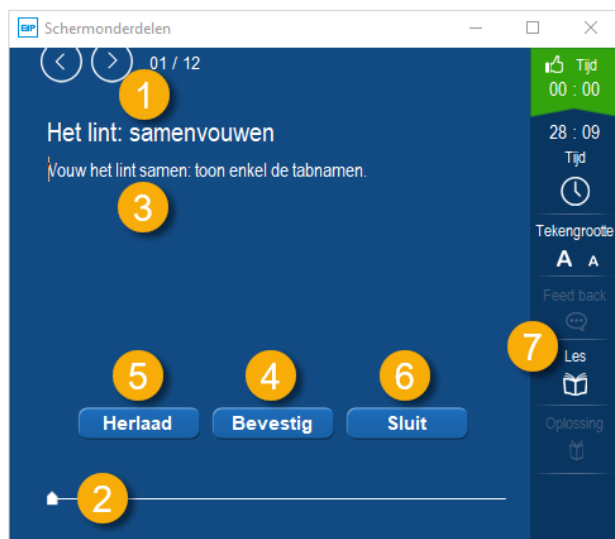 EIP Schermonderdelen
01 / 12
1
Het lint: samenvouwen
Vouw het lint samen: toon enkel de tabnamen.
3
5
4
6
Herlaad
Bevestig
Sluit
2
Tijd
00 : 00
28 : 09
Tijd
Tekengrootte
A A
Feed back
7
Les
Oplossing